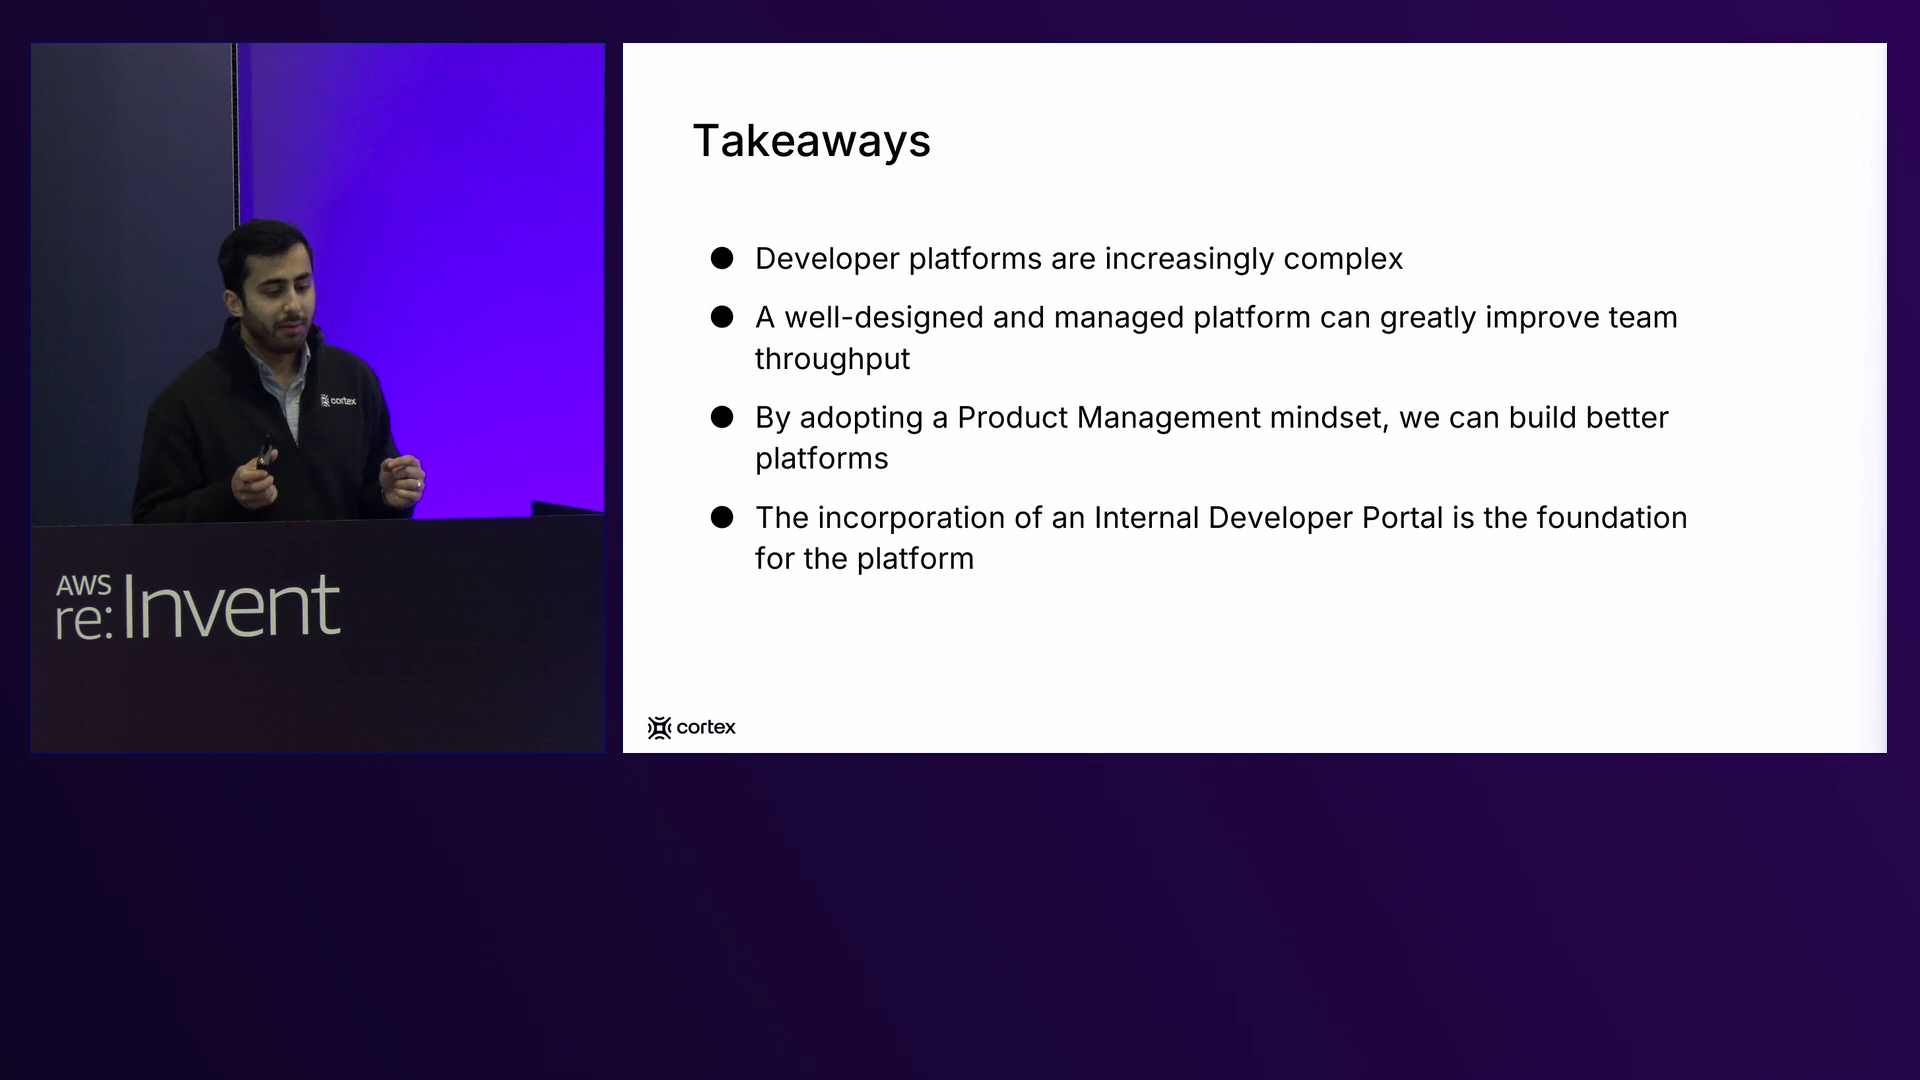 Takeaways
● Developer platforms are increasingly complex
● A well-designed and managed platform can greatly improve team
throughput
● By adopting a Product Management mindset, we can build better
platforms
● The incorporation of an Internal Developer Portal is the foundation
for the platform
cortex
cortex
AWS
re:Invent